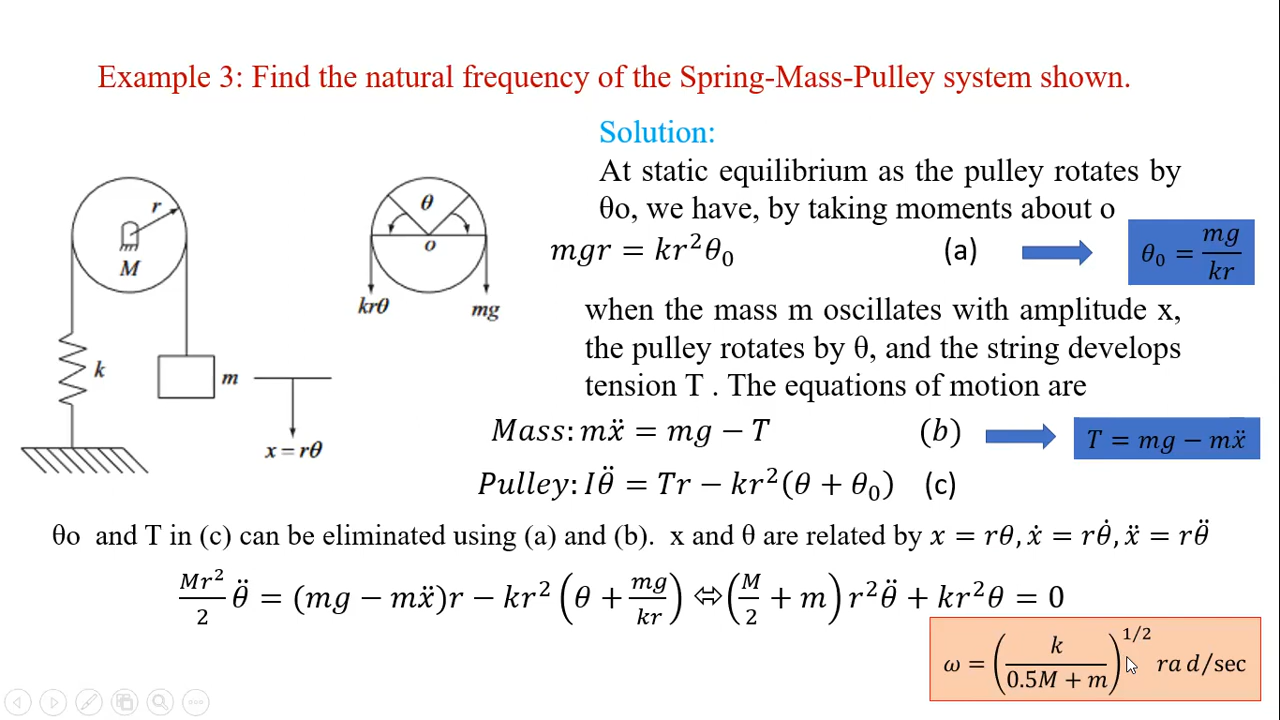 Example 3: Find the natural frequency of the Spring-Mass-Pulley system shown.
Solution:
At static equilibrium as the pulley rotates by
θo, we have, by taking moments about o
mgr = kr²θ₀ (a) θ₀ = mg/kr
when the mass m oscillates with amplitude x,
the pulley rotates by θ, and the string develops
tension T . The equations of motion are
Mass: mẍ = mg − T (b) T = mg − mẍ
Pulley: Iθ̈ = Tr − kr²(θ + θ₀) (c)
r
M
k
m
x = rθ
θ
o
krθ
mg
θo and T in (c) can be eliminated using (a) and (b). x and θ are related by x = rθ, ẋ = rθ̇, ẍ = rθ̈
Mr²/2 θ̈ = (mg − mẍ)r − kr² (θ + mg/kr) ⇔ (M/2 + m) r²θ̈ + kr²θ = 0
ω = (k / 0.5M + m)^1/2 ra d/sec